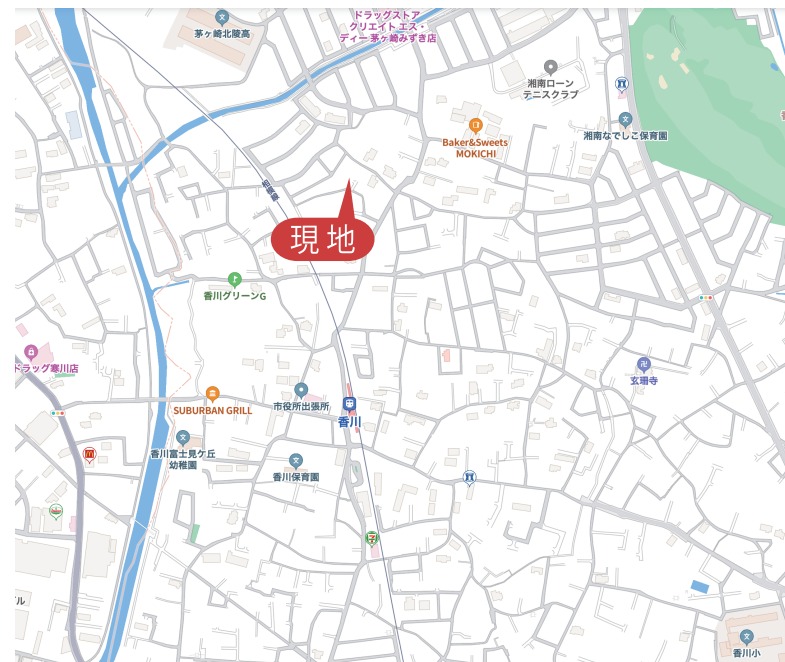 ドラッグストア
クリエイト エス・
ディー 茅ヶ崎みずき店
茅ヶ崎北陵高
湘南ローン
テニスクラブ
湘南なでしこ保育園
Baker&Sweets
MOKICHI
相模線
現地
香川グリーンG
ドラッグ寒川店
玄珊寺
SUBURBAN GRILL
市役所出張所
香川
香川富士見ケ丘
幼稚園
香川保育園
ル
香川小